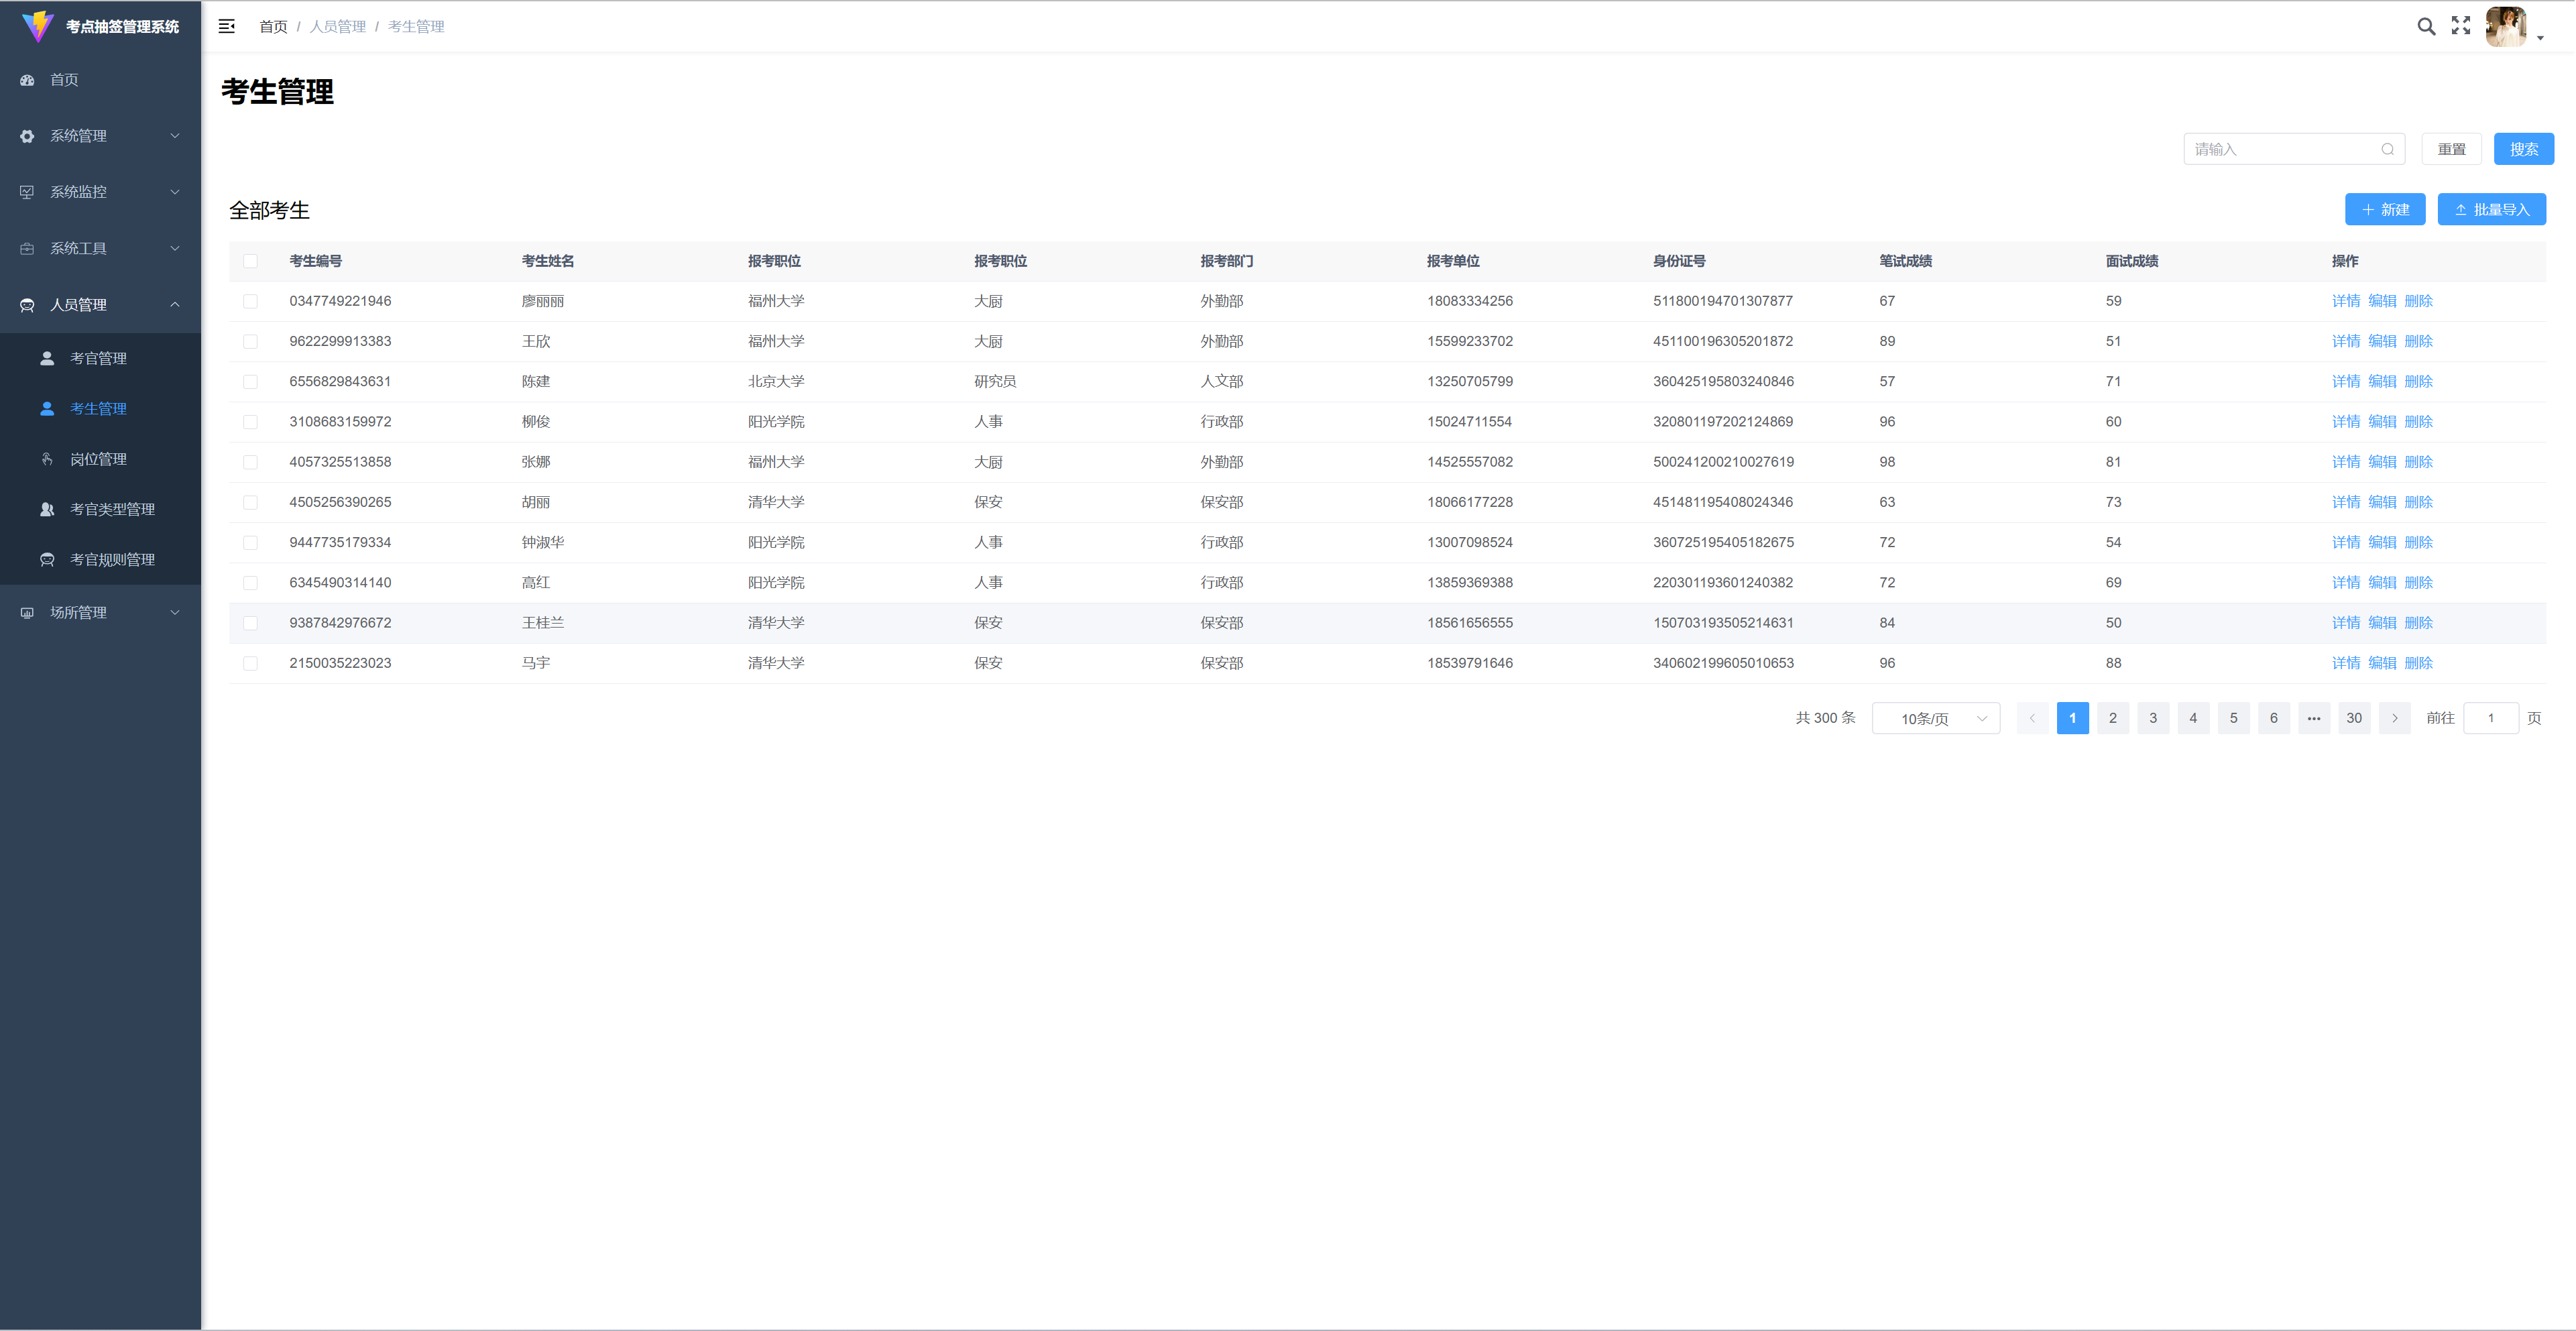 考点抽签管理系统
首页 / 人员管理 / 考生管理
首页
系统管理
系统监控
系统工具
人员管理
考官管理
考生管理
岗位管理
考官类型管理
考官规则管理
场所管理
考生管理
请输入 重置 搜索
全部考生 新建 批量导入
考生编号 考生姓名 报考职位 报考职位 报考部门 报考单位 身份证号 笔试成绩 面试成绩 操作
0347749221946 廖丽丽 福州大学 大厨 外勤部 18083334256 511800194701307877 67 59 详情 编辑 删除
9622299913383 王欣 福州大学 大厨 外勤部 15599233702 451100196305201872 89 51 详情 编辑 删除
6556829843631 陈建 北京大学 研究员 人文部 13250705799 360425195803240846 57 71 详情 编辑 删除
3108683159972 柳俊 阳光学院 人事 行政部 15024711554 320801197202124869 96 60 详情 编辑 删除
4057325513858 张娜 福州大学 大厨 外勤部 14525557082 500241200210027619 98 81 详情 编辑 删除
4505256390265 胡丽 清华大学 保安 保安部 18066177228 451481195408024346 63 73 详情 编辑 删除
9447735179334 钟淑华 阳光学院 人事 行政部 13007098524 360725195405182675 72 54 详情 编辑 删除
6345490314140 高红 阳光学院 人事 行政部 13859369388 220301193601240382 72 69 详情 编辑 删除
9387842976672 王桂兰 清华大学 保安 保安部 18561656555 150703193505214631 84 50 详情 编辑 删除
2150035223023 马宇 清华大学 保安 保安部 18539791646 340602199605010653 96 88 详情 编辑 删除
共 300 条 10条/页 1 2 3 4 5 6 ••• 30 前往 1 页